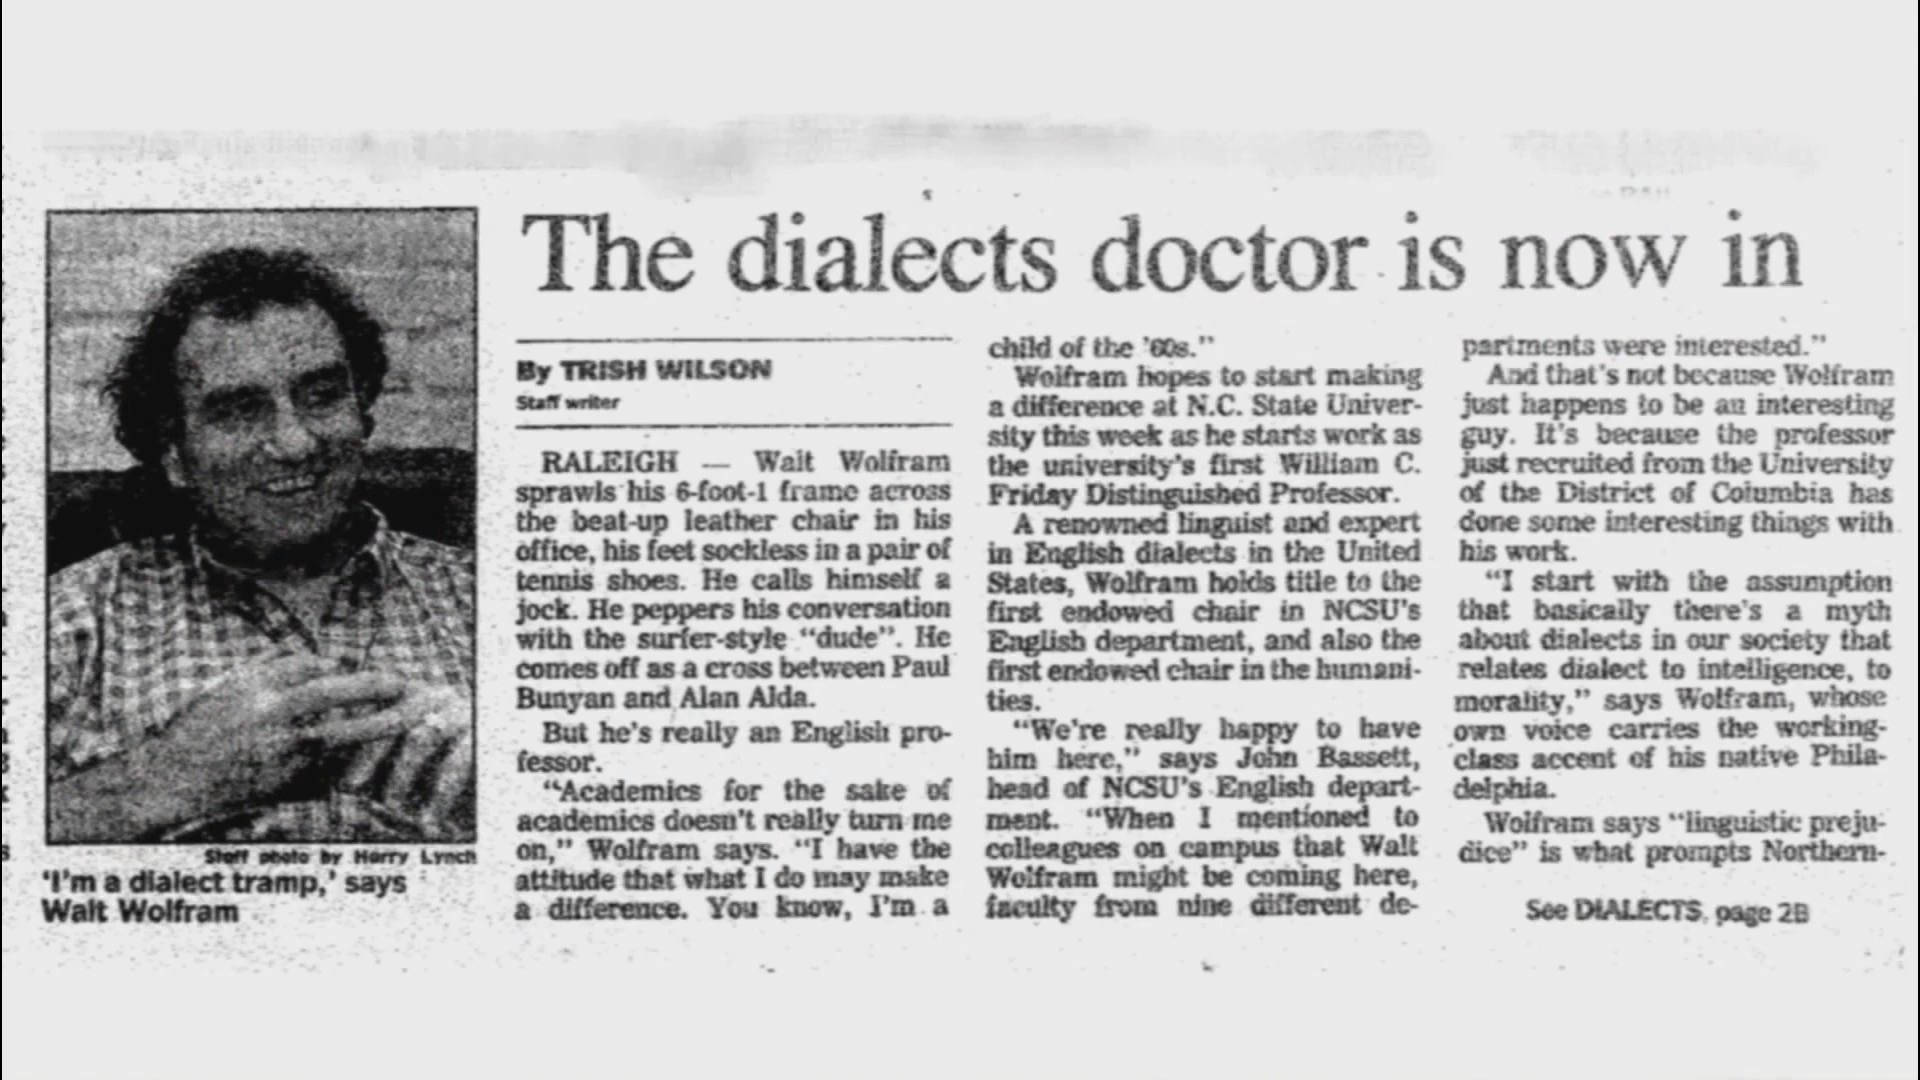 The dialects doctor is now in
Staff photo by Harry Lynch
'I'm a dialect tramp,' says
Walt Wolfram
By TRISH WILSON
Staff writer
RALEIGH — Walt Wolfram
sprawls his 6-foot-1 frame across
the beat-up leather chair in his
office, his feet sockless in a pair of
tennis shoes. He calls himself a
jock. He peppers his conversation
with the surfer-style "dude". He
comes off as a cross between Paul
Bunyan and Alan Alda.
But he's really an English pro-
fessor.
"Academics for the sake of
academics doesn't really turn me
on," Wolfram says. "I have the
attitude that what I do may make
a difference. You know, I'm a
child of the '60s."
Wolfram hopes to start making
a difference at N.C. State Univer-
sity this week as he starts work as
the university's first William C.
Friday Distinguished Professor.
A renowned linguist and expert
in English dialects in the United
States, Wolfram holds title to the
first endowed chair in NCSU's
English department, and also the
first endowed chair in the humani-
ties.
"We're really happy to have
him here," says John Bassett,
head of NCSU's English depart-
ment. "When I mentioned to
colleagues on campus that Walt
Wolfram might be coming here,
faculty from nine different de-
partments were interested."
And that's not because Wolfram
just happens to be an interesting
guy. It's because the professor
just recruited from the University
of the District of Columbia has
done some interesting things with
his work.
"I start with the assumption
that basically there's a myth
about dialects in our society that
relates dialect to intelligence, to
morality," says Wolfram, whose
own voice carries the working-
class accent of his native Phila-
delphia.
Wolfram says "linguistic preju-
dice" is what prompts Northern-
See DIALECTS, page 2B